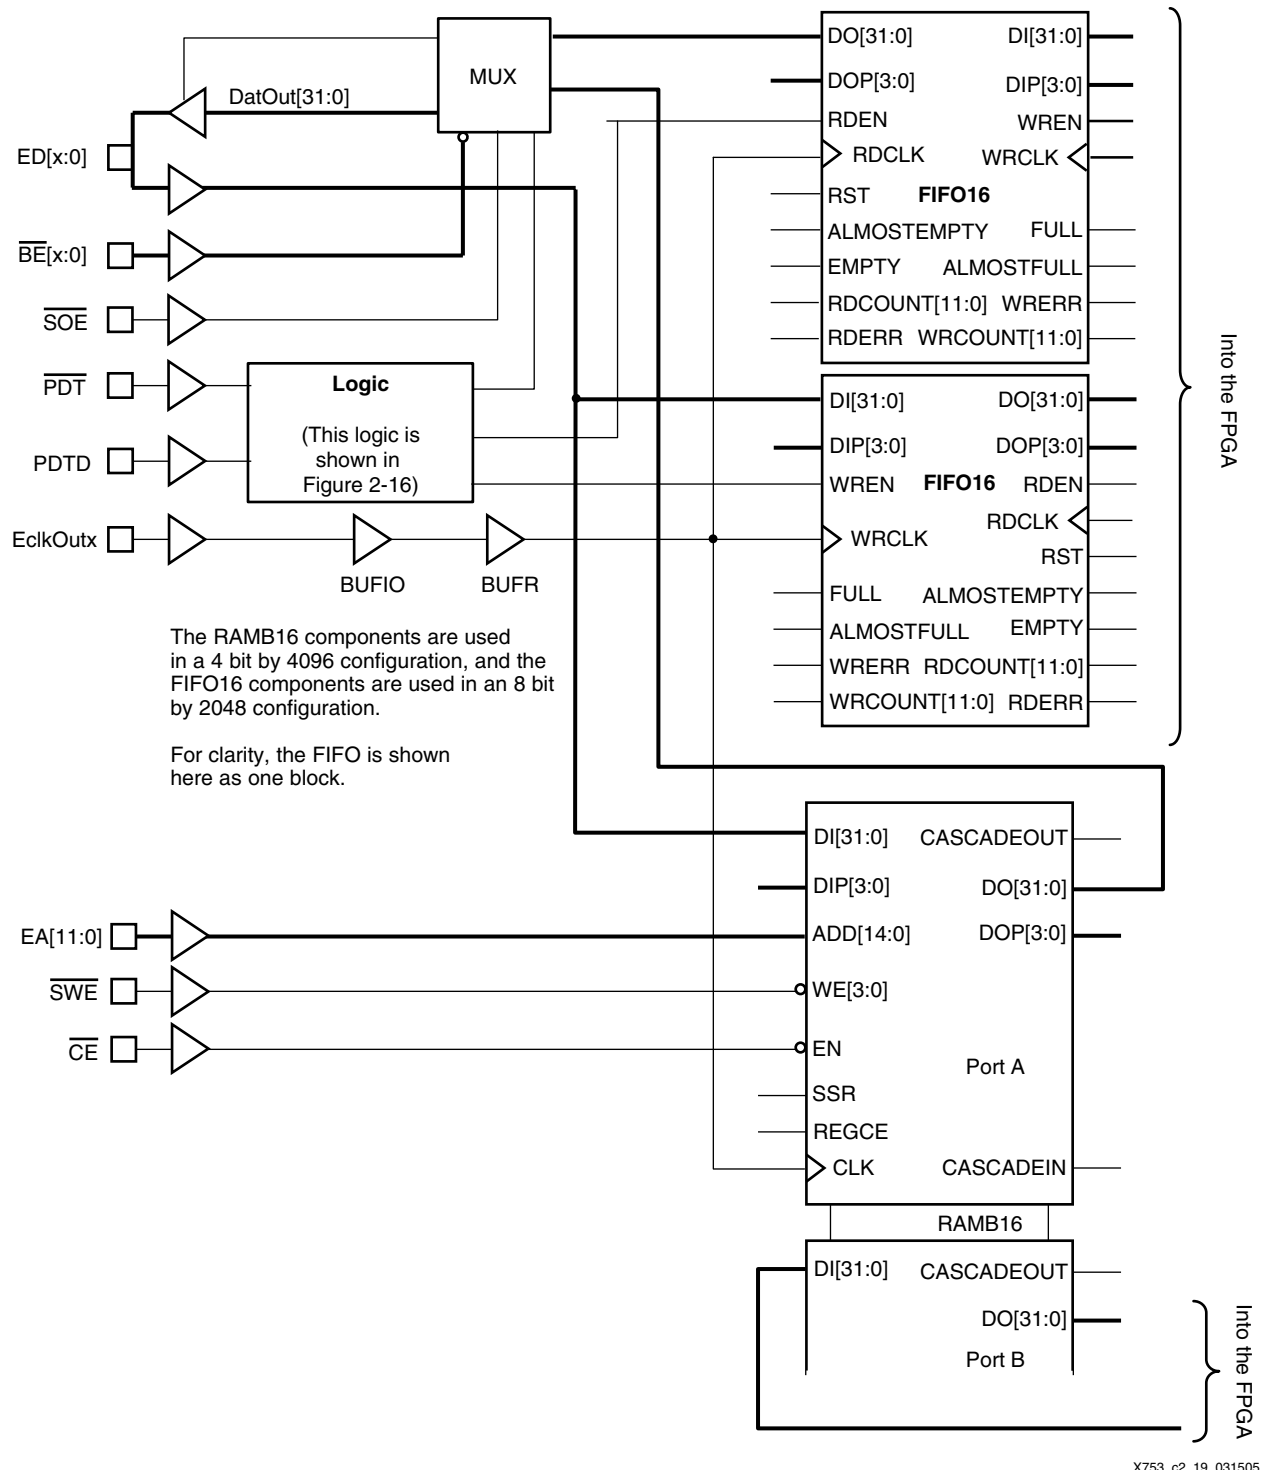 MUX
DatOut[31:0]
ED[x:0]
BE[x:0]
SOE
PDT
PDTD
EclkOutx
Logic
(This logic is
shown in
Figure 2-16)
BUFIO
BUFR
DO[31:0]
DI[31:0]
DOP[3:0]
DIP[3:0]
RDEN
WREN
RDCLK
WRCLK
RST
FIFO16
ALMOSTEMPTY
FULL
EMPTY
ALMOSTFULL
RDCOUNT[11:0]
WRERR
RDERR
WRCOUNT[11:0]
Into the FPGA
DI[31:0]
DO[31:0]
DIP[3:0]
DOP[3:0]
WREN
FIFO16
RDEN
RDCLK
WRCLK
RST
FULL
ALMOSTEMPTY
ALMOSTFULL
EMPTY
WRERR
RDCOUNT[11:0]
WRCOUNT[11:0]
RDERR
The RAMB16 components are used
in a 4 bit by 4096 configuration, and the
FIFO16 components are used in an 8 bit
by 2048 configuration.
For clarity, the FIFO is shown
here as one block.
EA[11:0]
SWE
CE
DI[31:0]
CASCADEOUT
DIP[3:0]
DO[31:0]
ADD[14:0]
DOP[3:0]
WE[3:0]
EN
Port A
SSR
REGCE
CLK
CASCADEIN
RAMB16
DI[31:0]
CASCADEOUT
DO[31:0]
Port B
Into the FPGA
X753_c2_19_031505